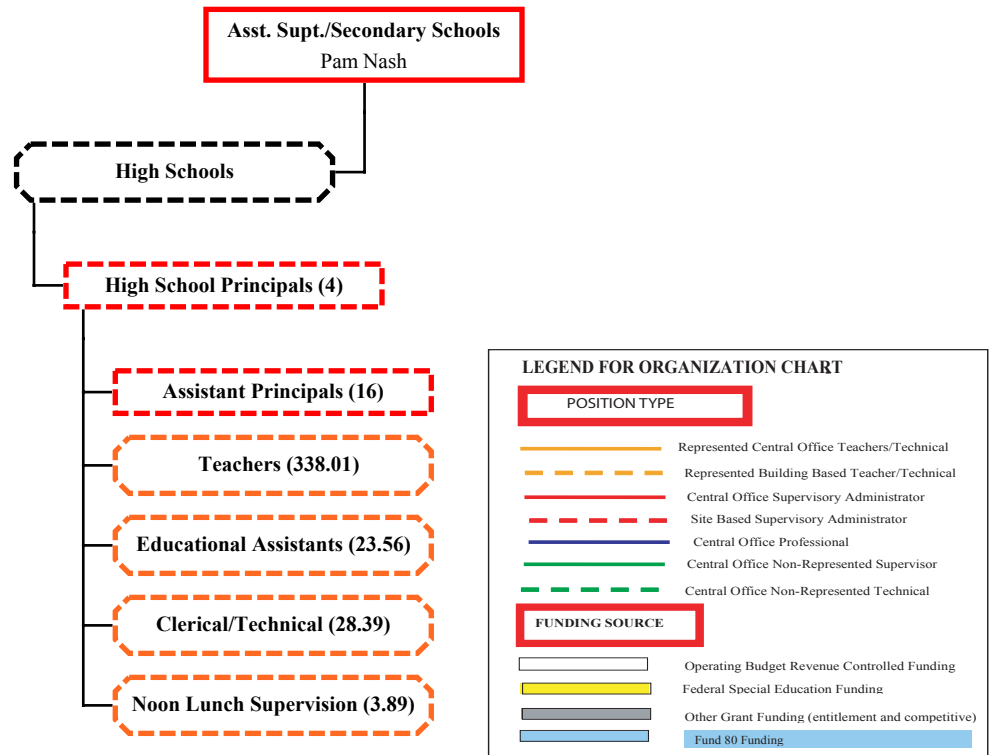 Asst. Supt./Secondary Schools
Pam Nash
High Schools
High School Principals (4)
Assistant Principals (16)
Teachers (338.01)
Educational Assistants (23.56)
Clerical/Technical (28.39)
Noon Lunch Supervision (3.89)
LEGEND FOR ORGANIZATION CHART
POSITION TYPE
Represented Central Office Teachers/Technical
Represented Building Based Teacher/Technical
Central Office Supervisory Administrator
Site Based Supervisory Administrator
Central Office Professional
Central Office Non-Represented Supervisor
Central Office Non-Represented Technical
FUNDING SOURCE
Operating Budget Revenue Controlled Funding
Federal Special Education Funding
Other Grant Funding (entitlement and competitive)
Fund 80 Funding